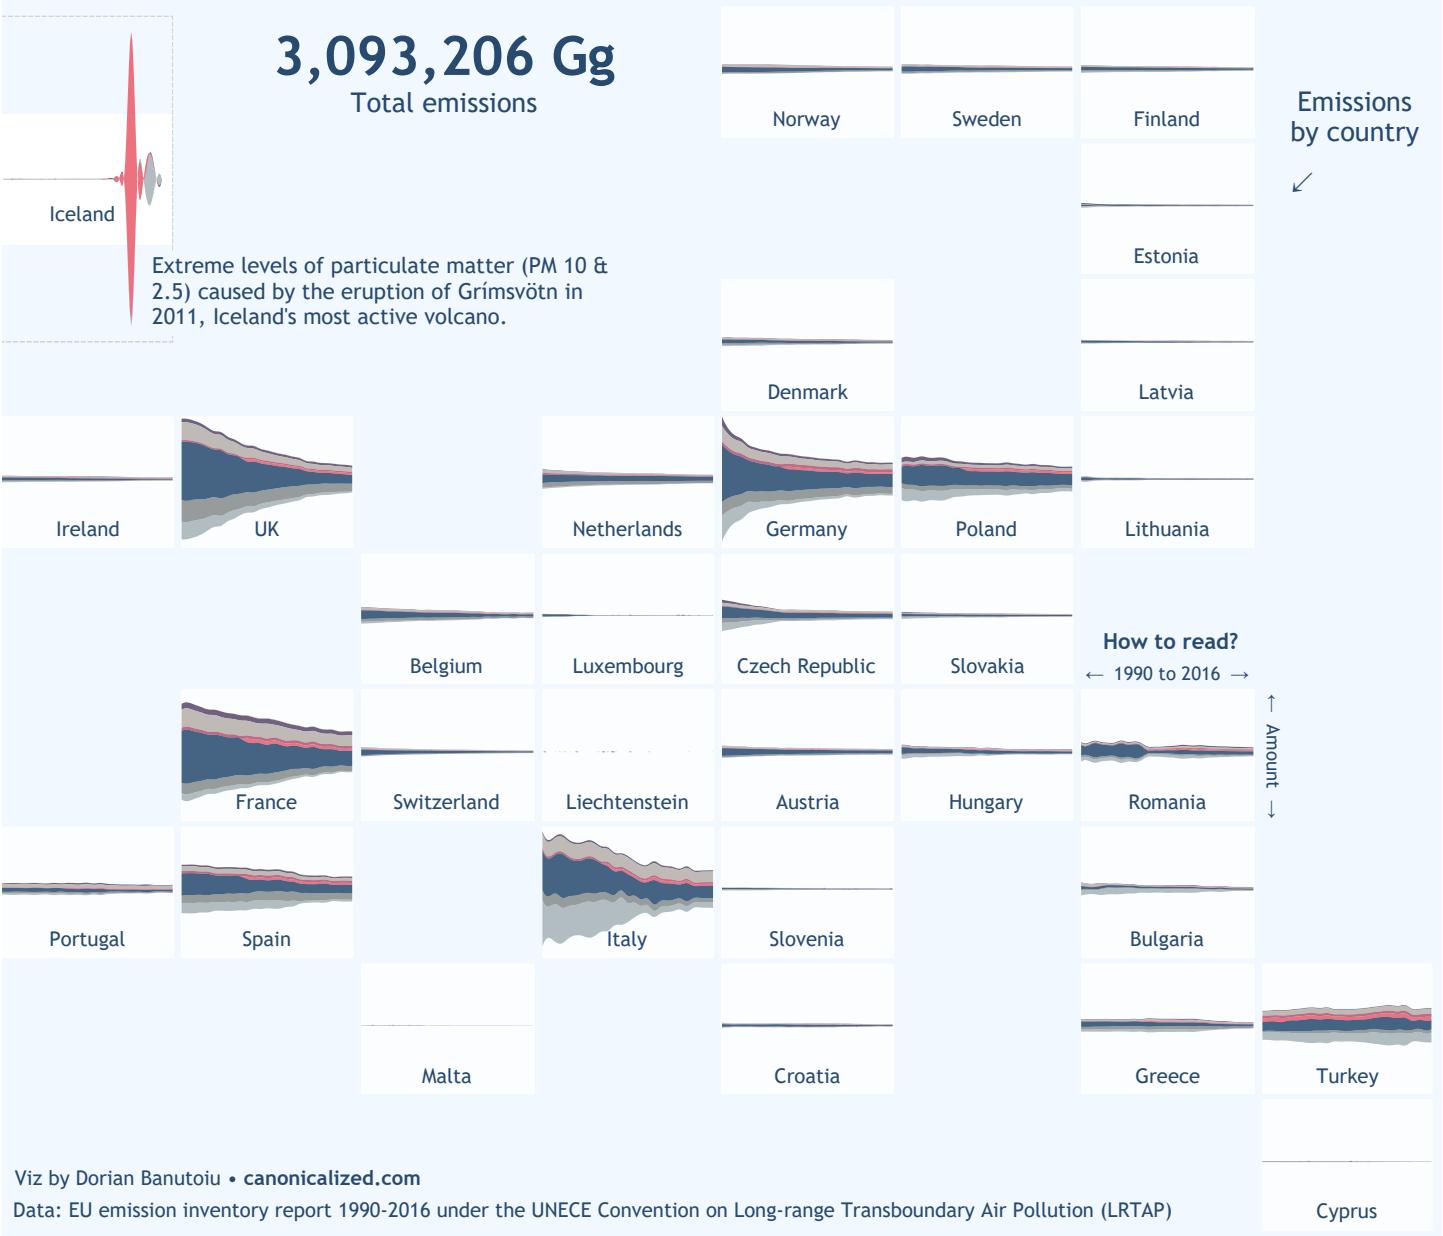 3,093,206 Gg
Total emissions
Norway
Sweden
Finland
Emissions
by country
↙
Iceland
Estonia
Extreme levels of particulate matter (PM 10 &
2.5) caused by the eruption of Grímsvötn in
2011, Iceland's most active volcano.
Denmark
Latvia
Ireland
UK
Netherlands
Germany
Poland
Lithuania
Belgium
Luxembourg
Czech Republic
Slovakia
How to read?
← 1990 to 2016 →
← Amount →
France
Switzerland
Liechtenstein
Austria
Hungary
Romania
Portugal
Spain
Italy
Slovenia
Bulgaria
Malta
Croatia
Greece
Turkey
Viz by Dorian Banutoiu • canonicalized.com
Data: EU emission inventory report 1990-2016 under the UNECE Convention on Long-range Transboundary Air Pollution (LRTAP)
Cyprus